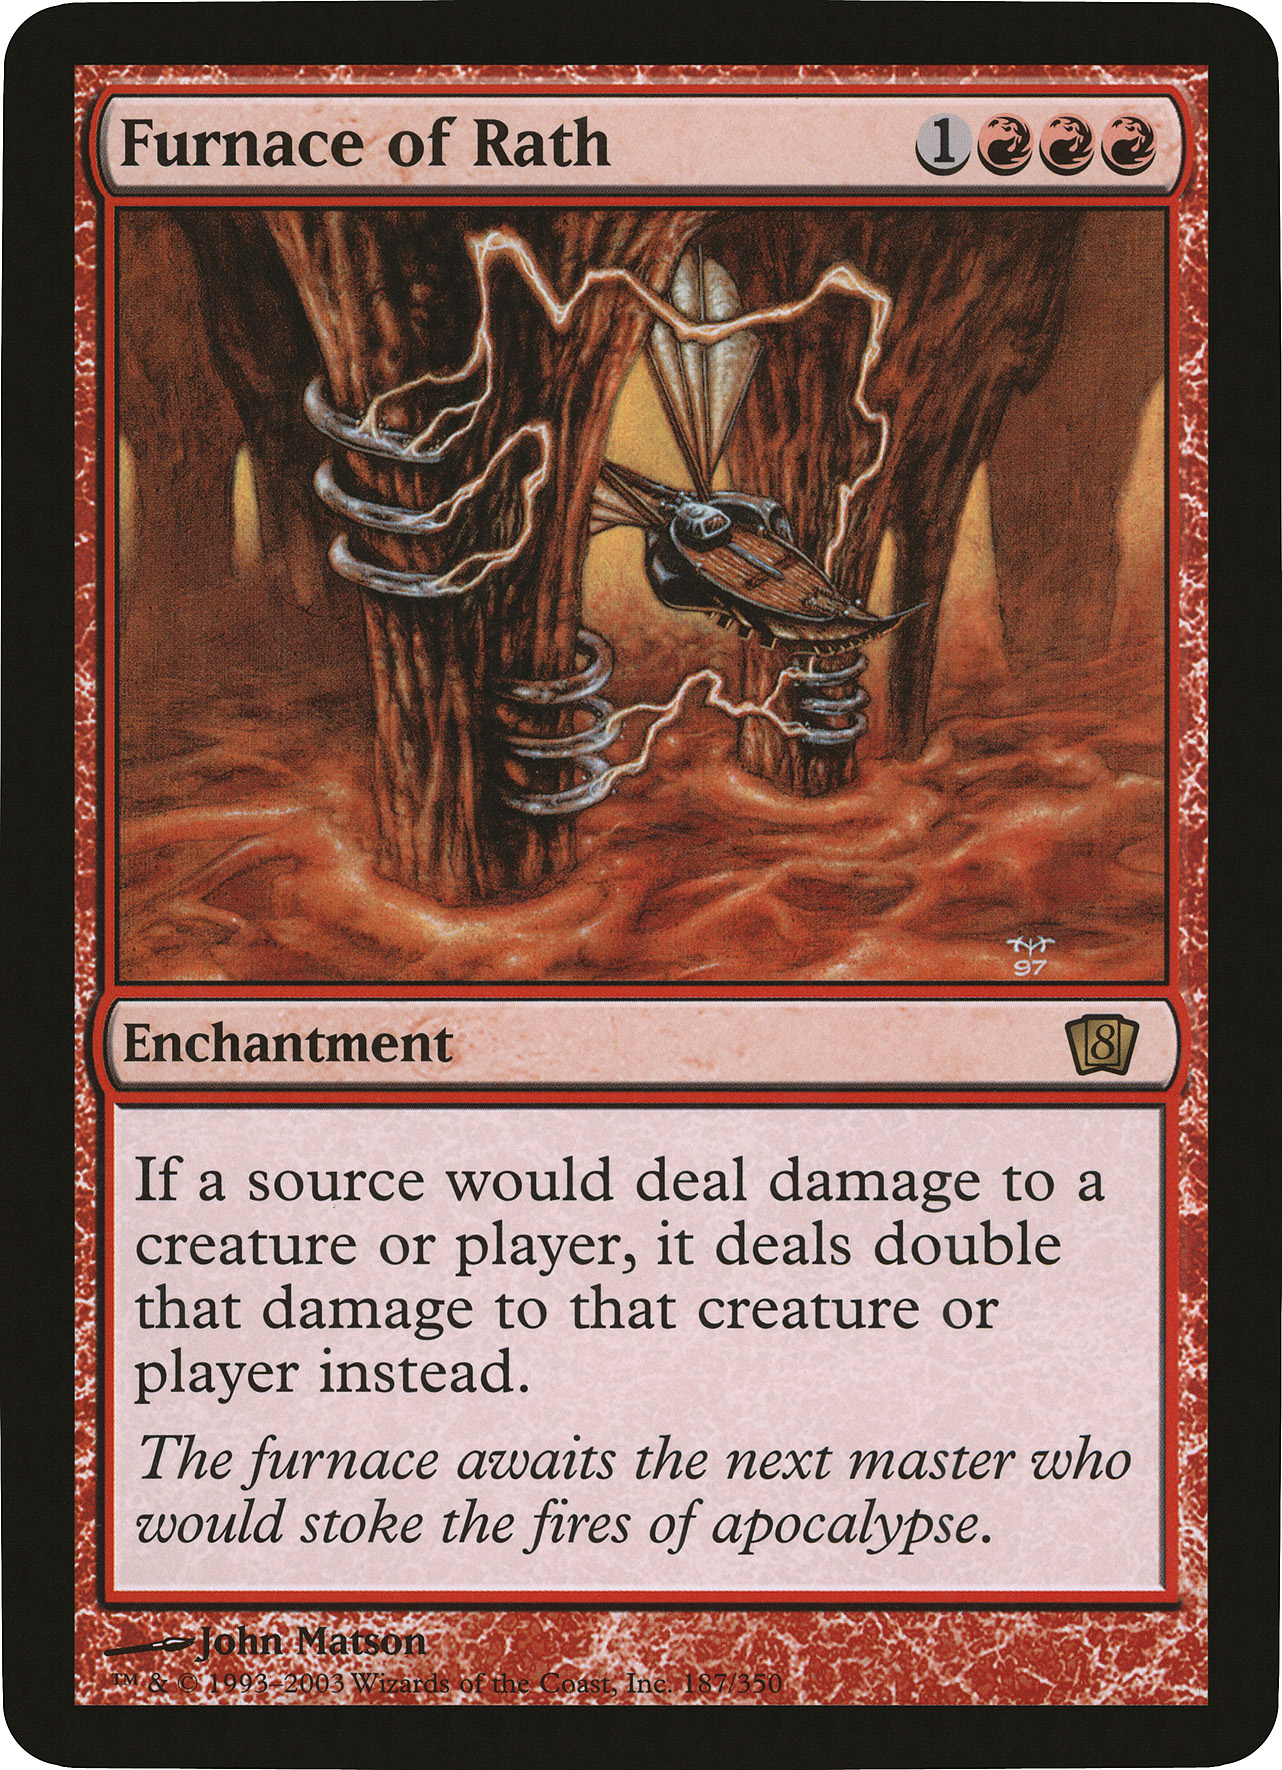 Furnace of Rath 1
97
Enchantment 8
If a source would deal damage to a
creature or player, it deals double
that damage to that creature or
player instead.
The furnace awaits the next master who
would stoke the fires of apocalypse.
John Matson
™ & © 1993–2003 Wizards of the Coast, Inc. 187/350